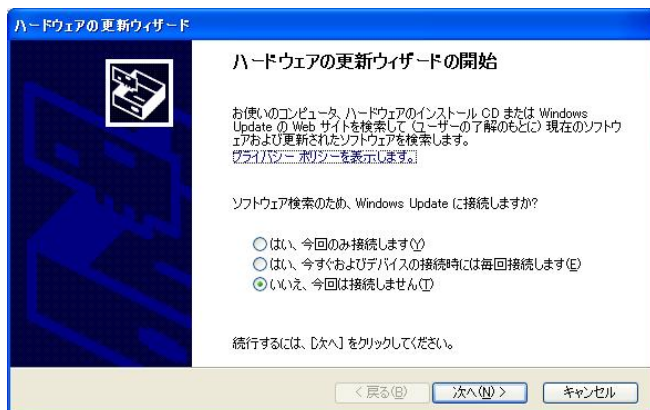 ハードウェアの更新ウィザード
ハードウェアの更新ウィザードの開始
お使いのコンピュータ、ハードウェアのインストール CD または Windows
Update の Web サイトを検索して (ユーザーの了解のもとに) 現在のソフトウ
ェアおよび更新されたソフトウェアを検索します。
プライバシー ポリシーを表示します。
ソフトウェア検索のため、Windows Update に接続しますか?
はい、今回のみ接続します(Y)
はい、今すぐおよびデバイスの接続時には毎回接続します(E)
いいえ、今回は接続しません(T)
続行するには、[次へ] をクリックしてください。
< 戻る(B) 次へ(N) > キャンセル